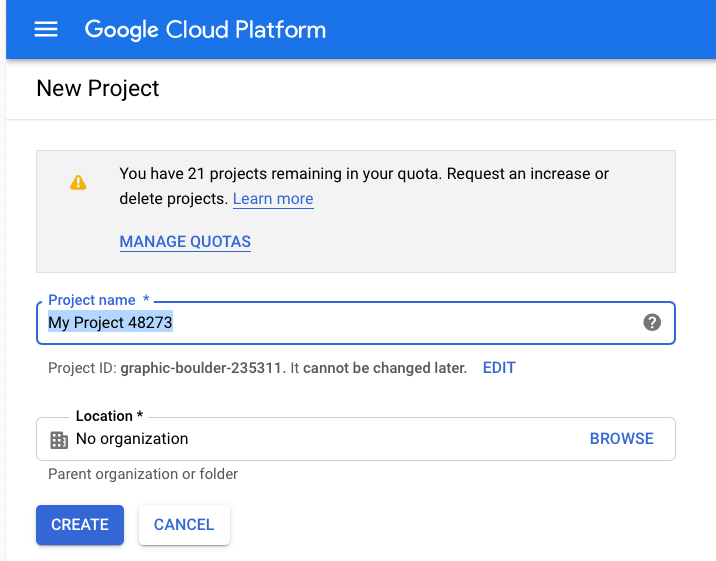 Google Cloud Platform
New Project
You have 21 projects remaining in your quota. Request an increase or
delete projects. Learn more
MANAGE QUOTAS
Project name *
My Project 48273
Project ID: graphic-boulder-235311. It cannot be changed later. EDIT
Location *
No organization BROWSE
Parent organization or folder
CREATE CANCEL